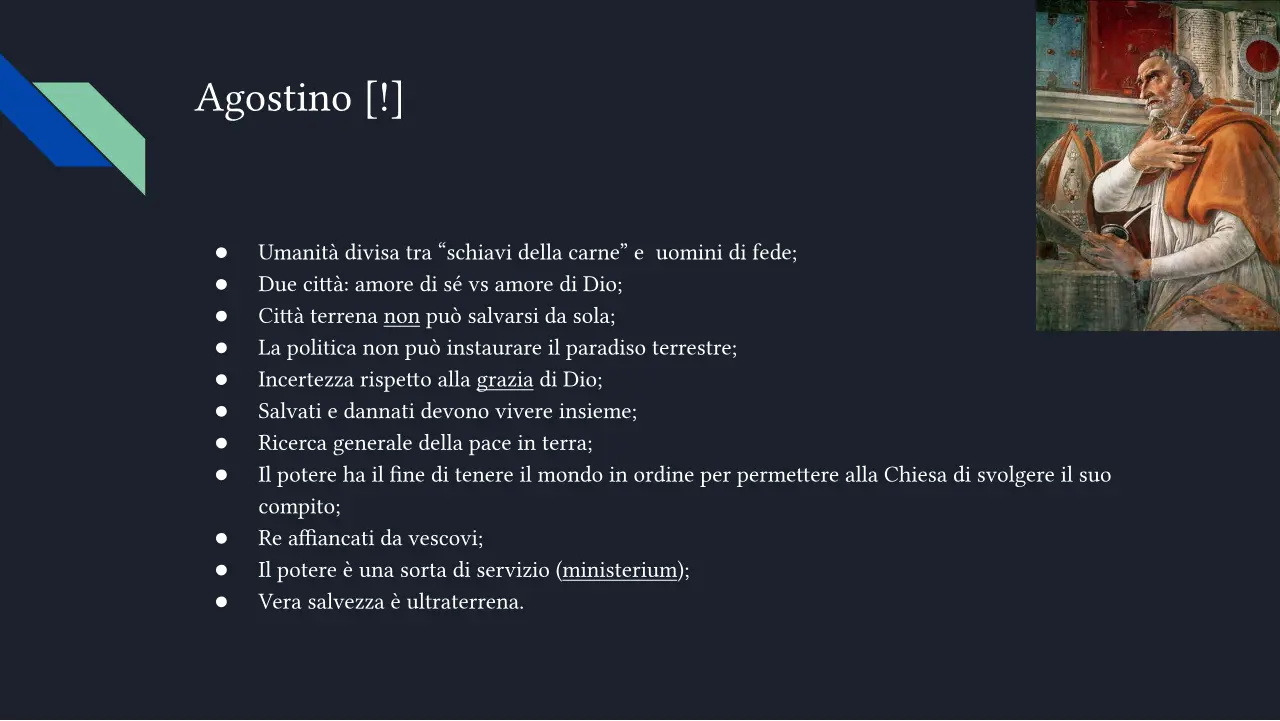 Agostino [!]
● Umanità divisa tra “schiavi della carne” e  uomini di fede;
● Due città: amore di sé vs amore di Dio;
● Città terrena non può salvarsi da sola;
● La politica non può instaurare il paradiso terrestre;
● Incertezza rispetto alla grazia di Dio;
● Salvati e dannati devono vivere insieme;
● Ricerca generale della pace in terra;
● Il potere ha il fine di tenere il mondo in ordine per permettere alla Chiesa di svolgere il suo
compito;
● Re affiancati da vescovi;
● Il potere è una sorta di servizio (ministerium);
● Vera salvezza è ultraterrena.